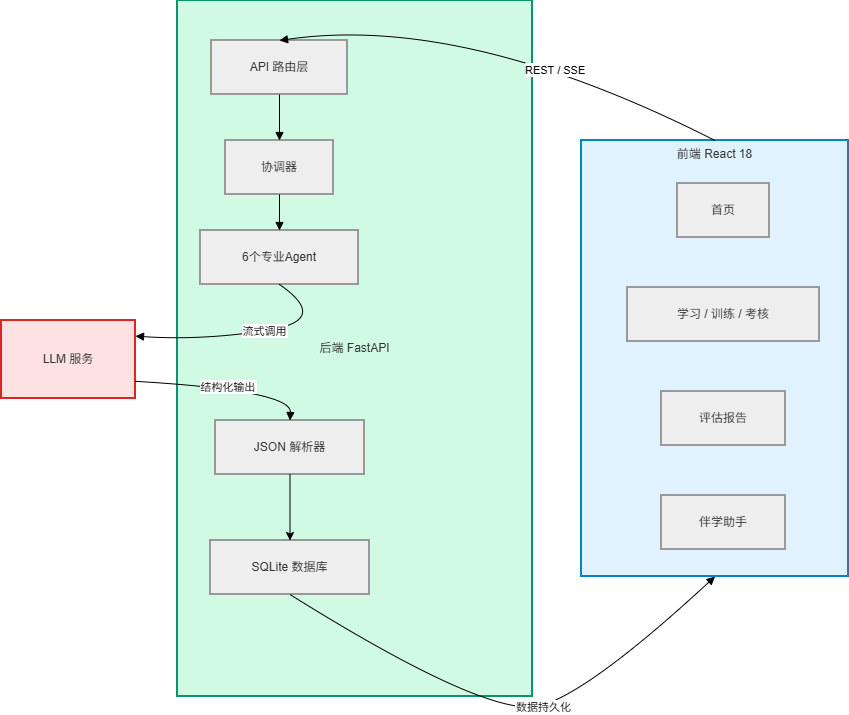 API 路由层
REST / SSE
协调器
6个专业Agent
流式调用
后端 FastAPI
LLM 服务
结构化输出
JSON 解析器
SQLite 数据库
数据持久化
前端 React 18
首页
学习 / 训练 / 考核
评估报告
伴学助手